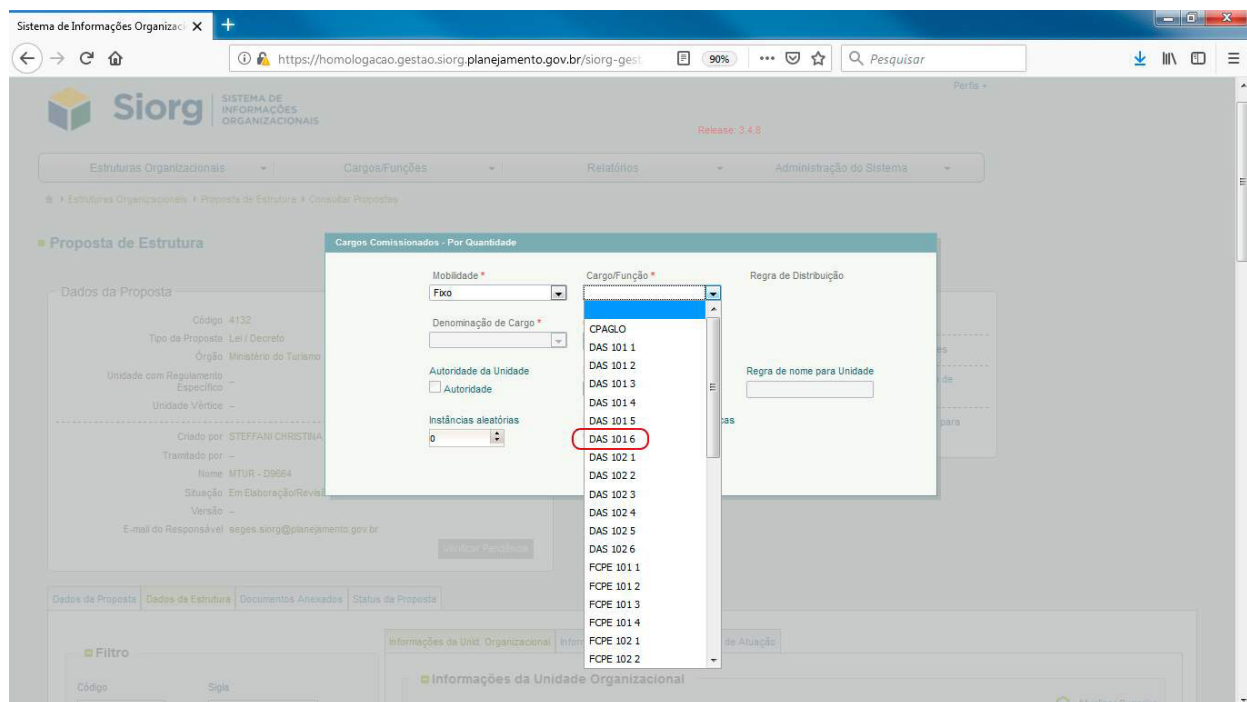 Sistema de Informações Organizaci
https://homologacao.gestao.siorg.planejamento.gov.br/siorg-gest
90%
Pesquisar
Siorg
SISTEMA DE
INFORMAÇÕES
ORGANIZACIONAIS
Perfis
Release: 3.4.8
Estruturas Organizacionais
Cargos/Funções
Relatórios
Administração do Sistema
Estruturas Organizacionais
Proposta de Estrutura
Consultar Propostas
Proposta de Estrutura
Cargos Comissionados - Por Quantidade
Mobilidade *
Cargo/Função *
Regra de Distribuição
Fixo
Denominação de Cargo *
Autoridade da Unidade
Autoridade
Regra de nome para Unidade
Instâncias aleatórias
cas
0
CPAGLO
DAS 101 1
DAS 101 2
DAS 101 3
DAS 101 4
DAS 101 5
DAS 101 6
DAS 102 1
DAS 102 2
DAS 102 3
DAS 102 4
DAS 102 5
DAS 102 6
FCPE 101 1
FCPE 101 2
FCPE 101 3
FCPE 101 4
FCPE 102 1
FCPE 102 2
Dados da Proposta
Código 4132
Tipo da Proposta Lei / Decreto
Órgão Ministério do Turismo
Unidade com Regulamento
Específico –
Unidade Vértice –
Criado por STEFFANI CHRISTINA
Tramitado por –
Nome MTUR - D9664
Situação Em Elaboração/Revisã
Versão –
E-mail do Responsável seges.siorg@planejamento.gov.br
Verificar Pendência
es
de
para
Dados da Proposta
Dados da Estrutura
Documentos Anexados
Status da Proposta
Filtro
Código
Sigla
Informações da Unid. Organizacional
Infor
de Atuação
Informações da Unidade Organizacional